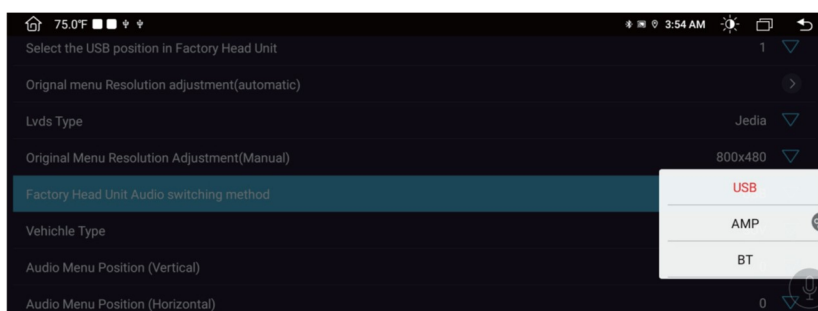 75.0°F
3:54 AM
Select the USB position in Factory Head Unit 1
Orignal menu Resolution adjustment(automatic)
Lvds Type Jedia
Original Menu Resolution Adjustment(Manual) 800x480
Factory Head Unit Audio switching method
USB
Vehichle Type
AMP
Audio Menu Position (Vertical)
BT
Audio Menu Position (Horizontal) 0